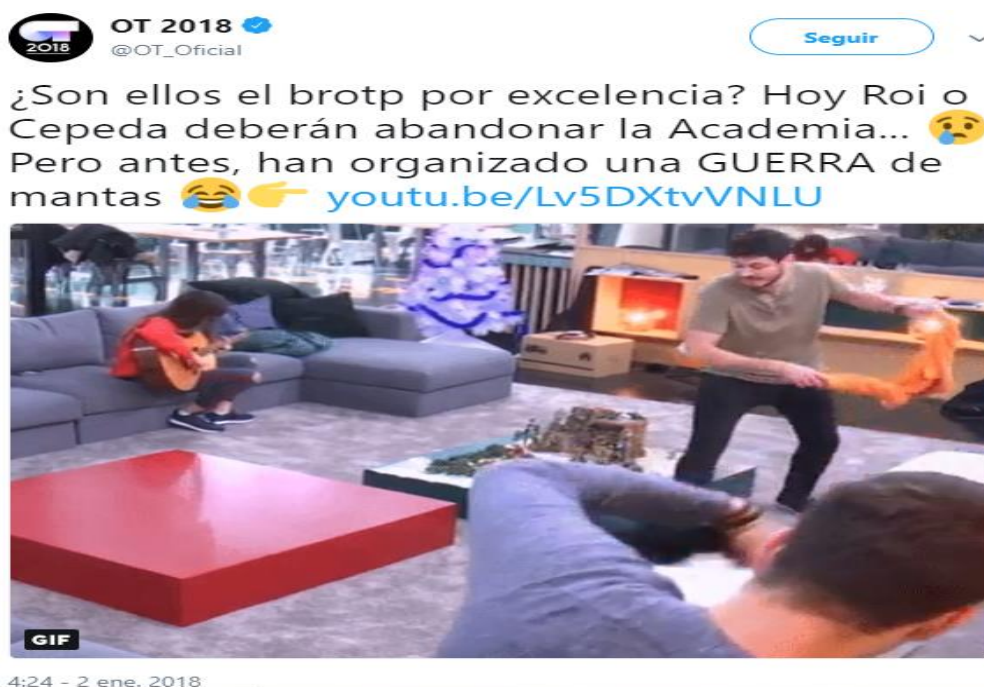 OT 2018
2018
@OT_Oficial
Seguir
¿Son ellos el brotp por excelencia? Hoy Roi o
Cepeda deberán abandonar la Academia... 😢
Pero antes, han organizado una GUERRA de
mantas 😂👉 youtu.be/Lv5DXtvVNLU
GIF
4:24 - 2 ene. 2018